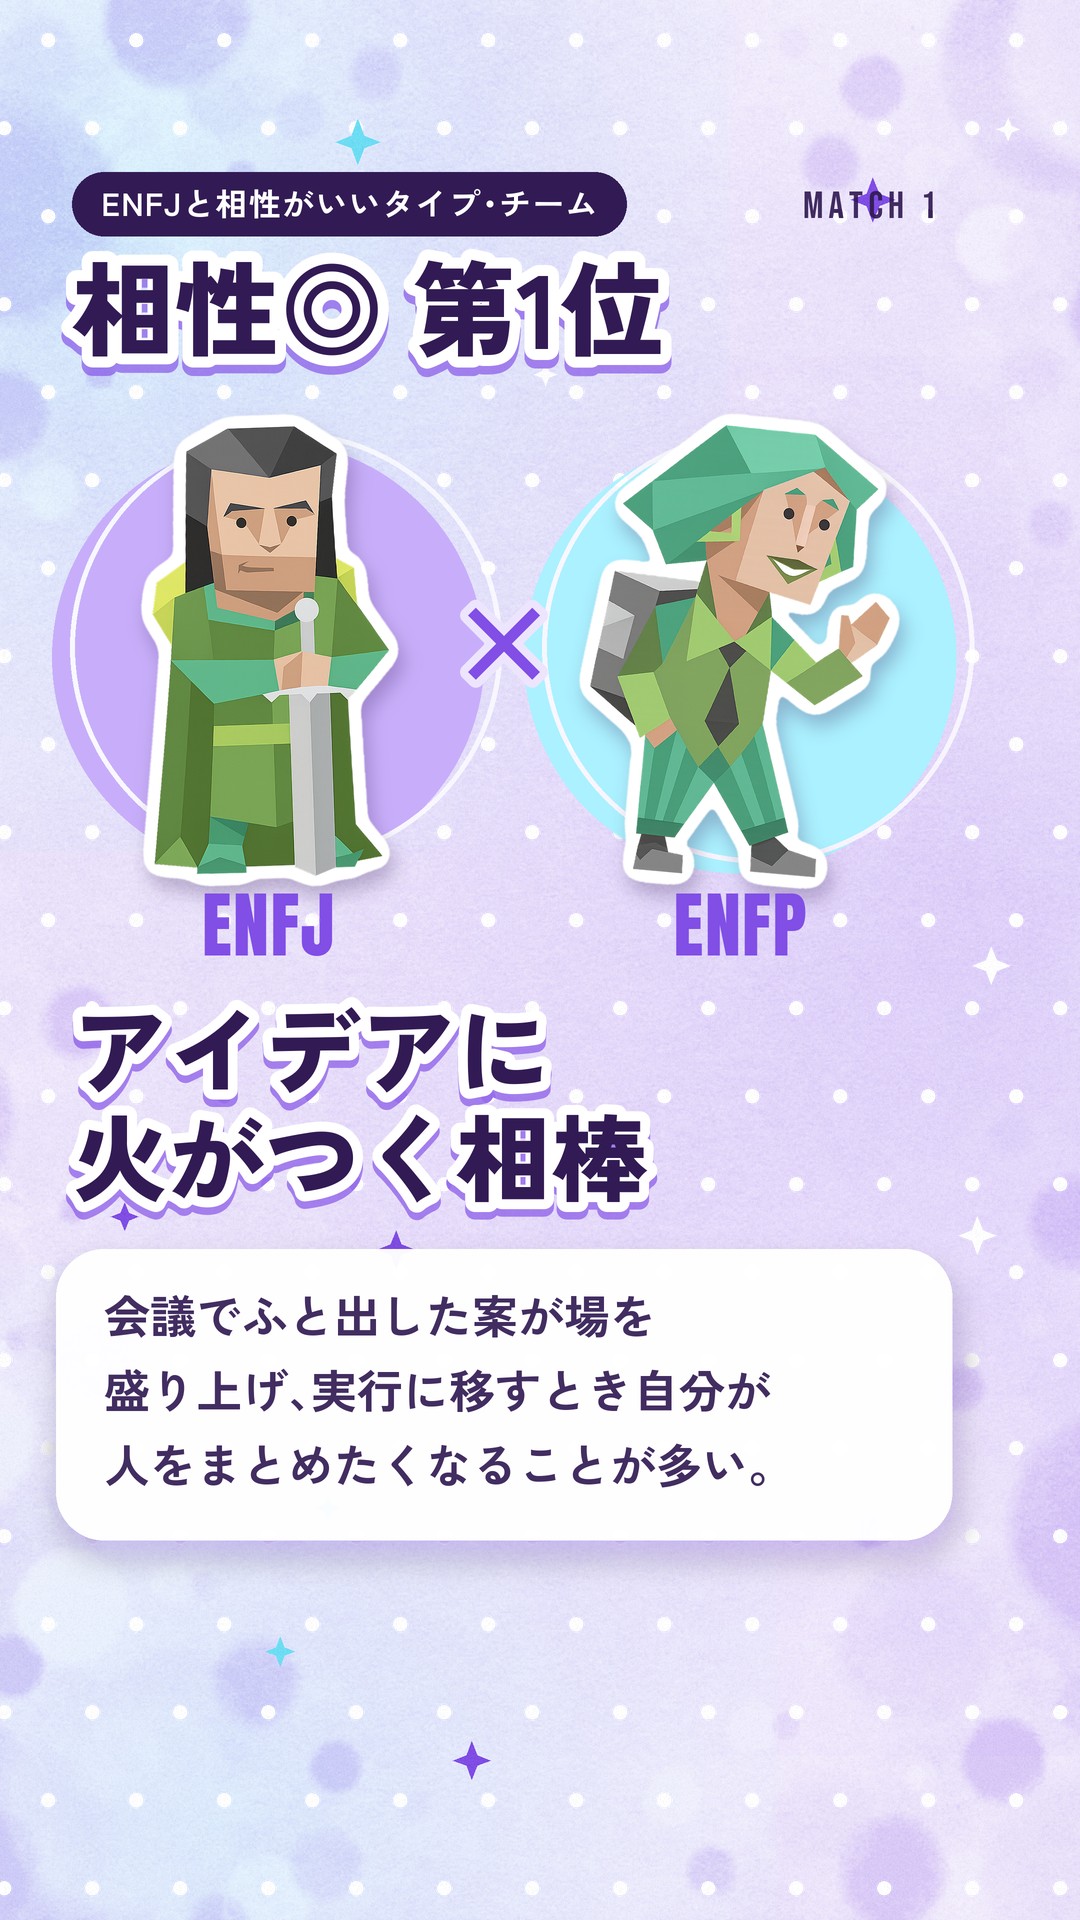 ENFJと相性がいいタイプ・チーム
MATCH 1
相性◎ 第1位
×
ENFJ
ENFP
アイデアに
火がつく相棒
会議でふと出した案が場を
盛り上げ、実行に移すとき自分が
人をまとめたくなることが多い。